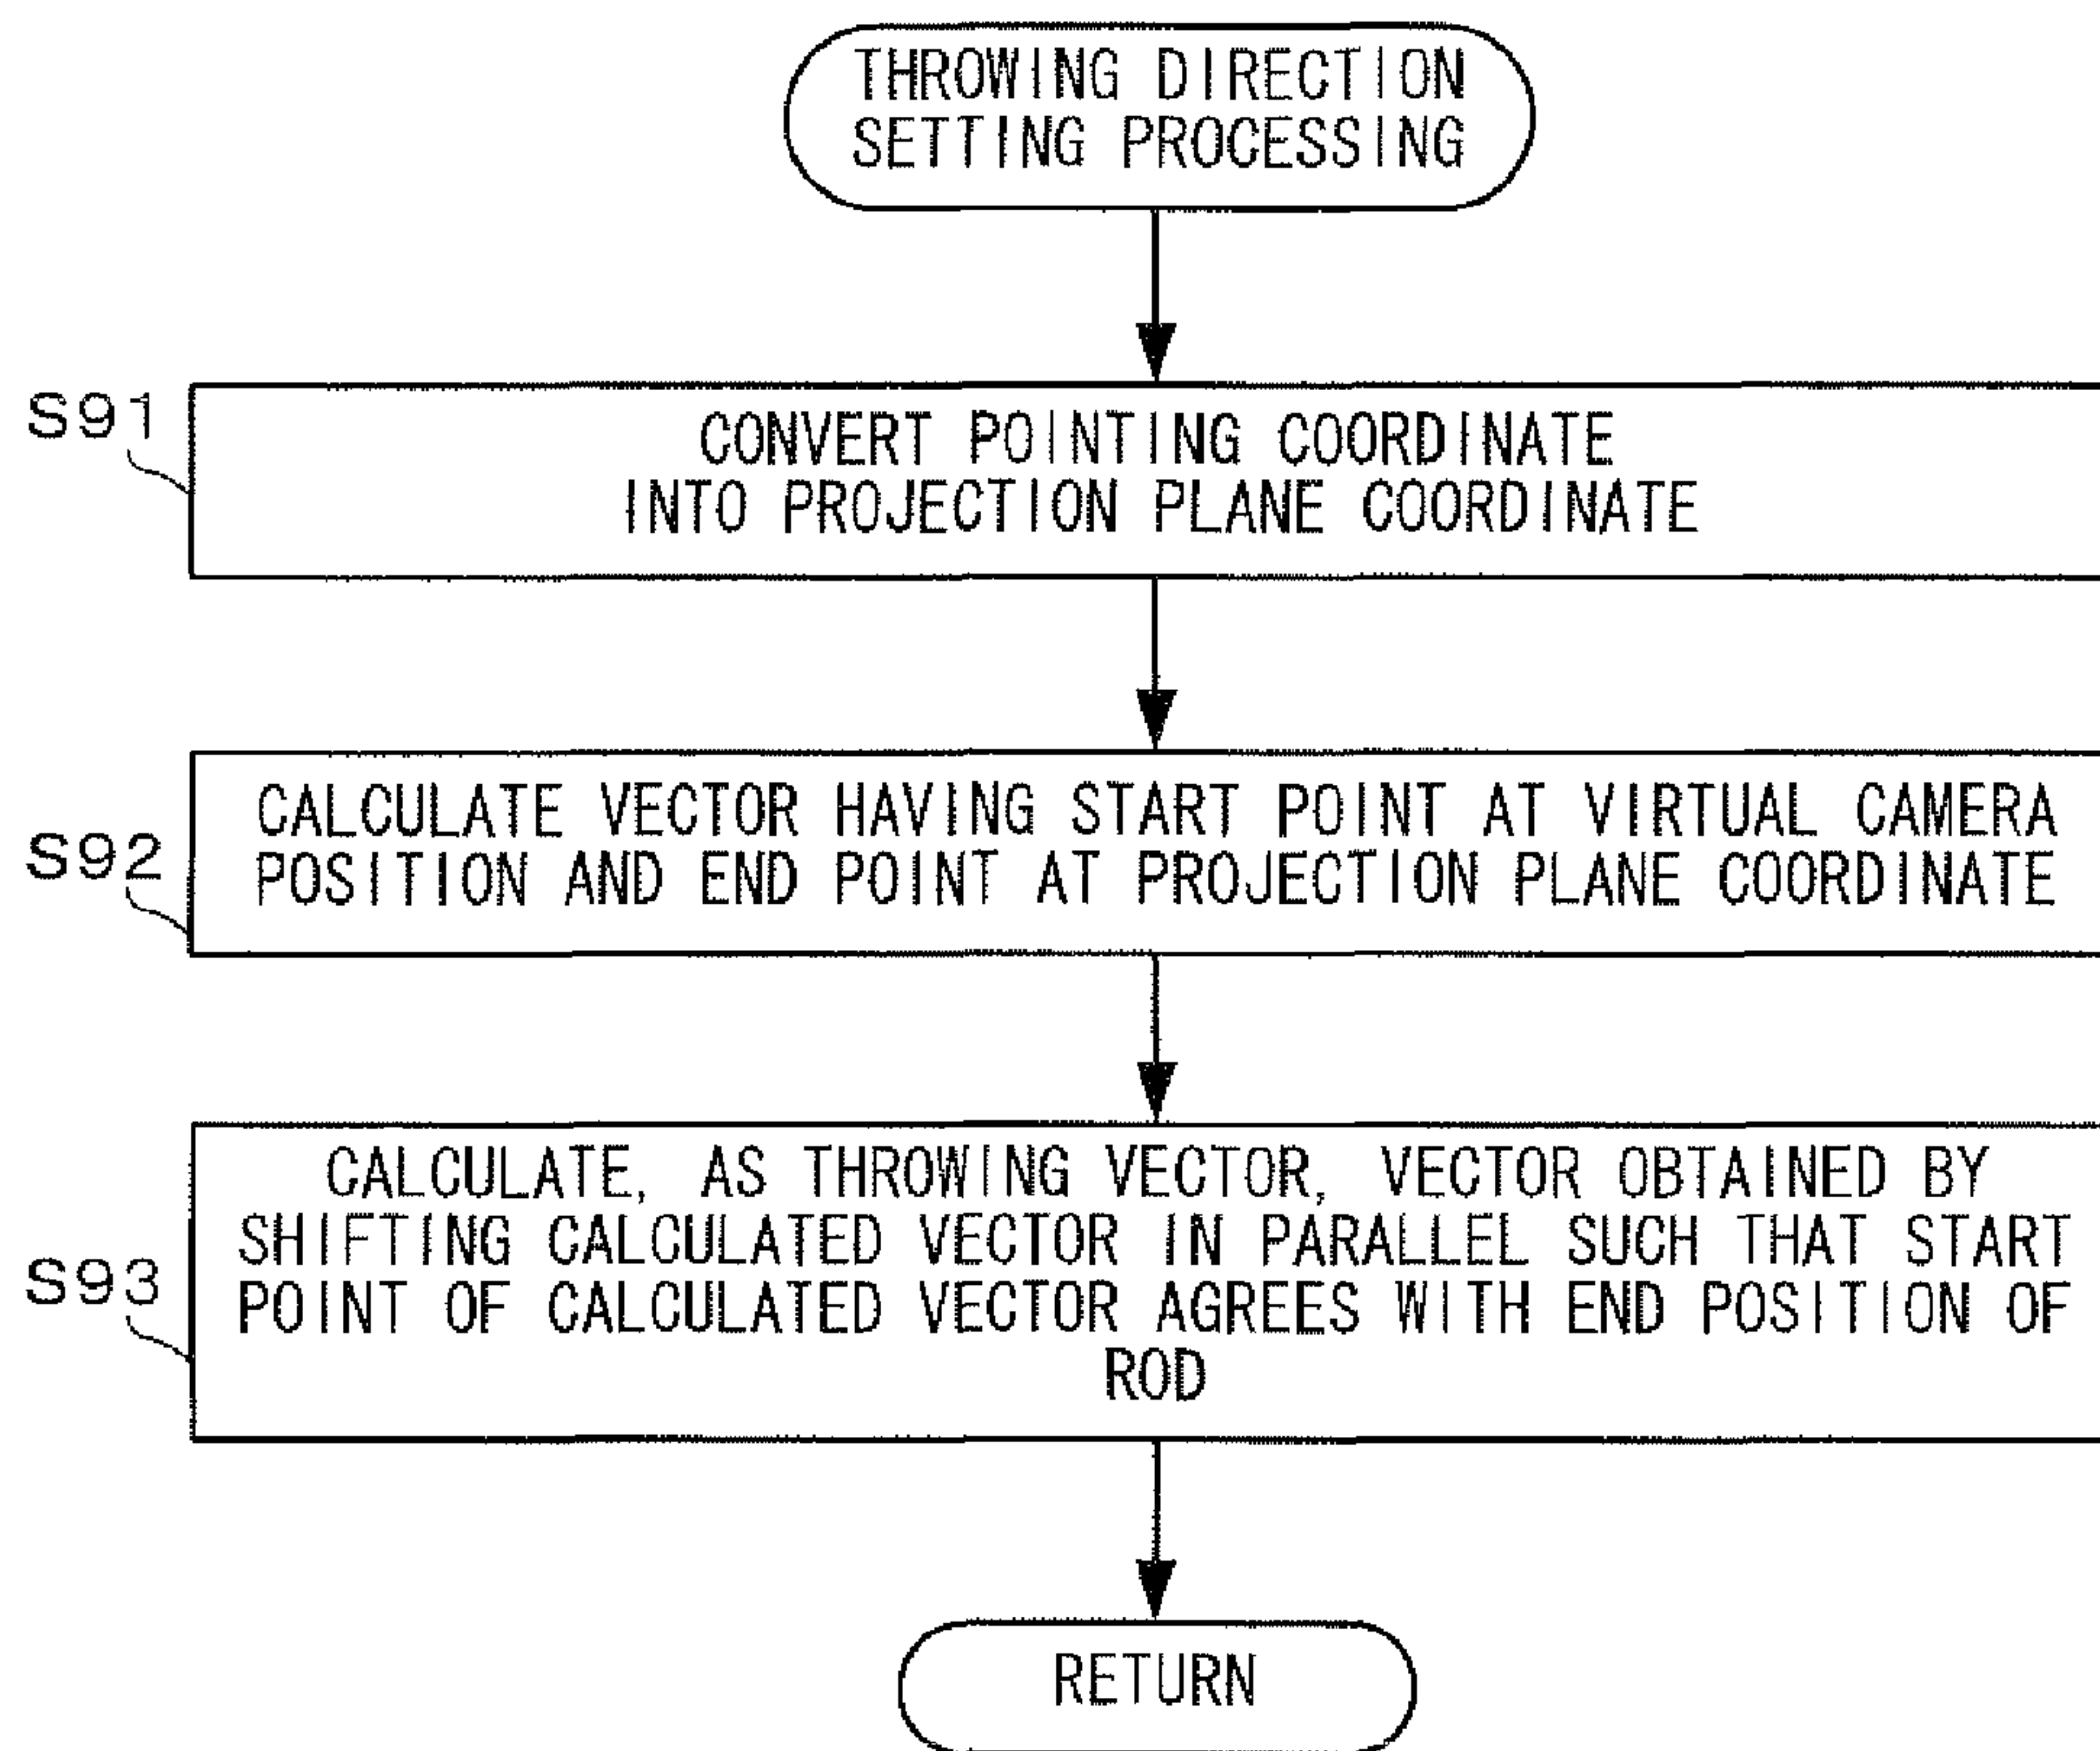 THROWING DIRECTION
SETTING PROCESSING
S91
CONVERT POINTING COORDINATE
INTO PROJECTION PLANE COORDINATE
S92
CALCULATE VECTOR HAVING START POINT AT VIRTUAL CAMERA
POSITION AND END POINT AT PROJECTION PLANE COORDINATE
S93
CALCULATE, AS THROWING VECTOR, VECTOR OBTAINED BY
SHIFTING CALCULATED VECTOR IN PARALLEL SUCH THAT START
POINT OF CALCULATED VECTOR AGREES WITH END POSITION OF
ROD
RETURN